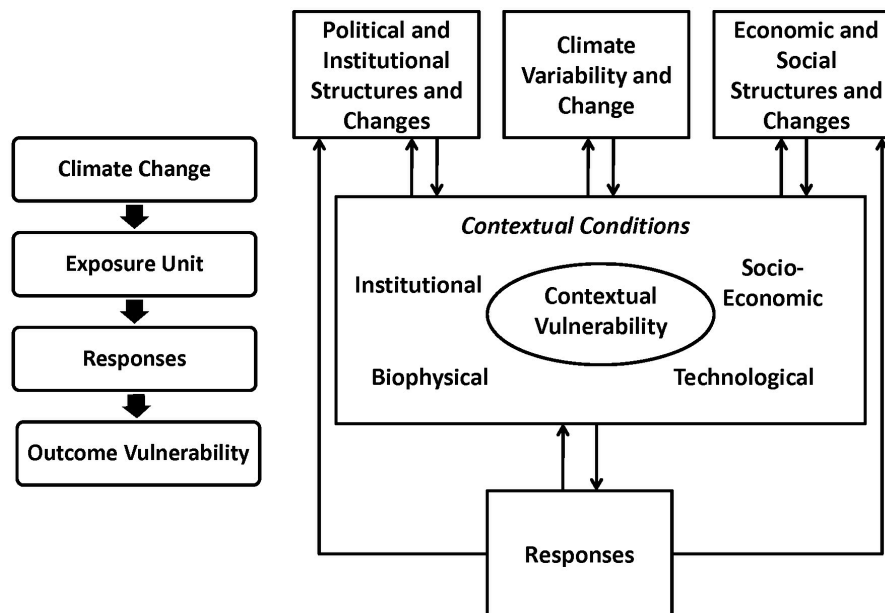 Climate Change
Exposure Unit
Responses
Outcome Vulnerability
Political and
Institutional
Structures and
Changes
Climate
Variability and
Change
Economic and
Social
Structures and
Changes
Contextual Conditions
Institutional
Socio-
Economic
Contextual
Vulnerability
Biophysical
Technological
Responses